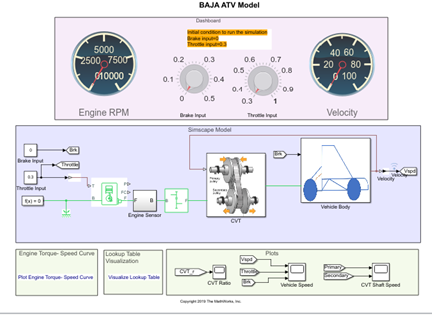 BAJA ATV Model
Dashboard
Initial condition to run the simulation
Brake input=0
Throttle input=0.3
5000
2500 7500
0 10000
Engine RPM
0.2 0.3
0.1 0.4
0 0.5
Brake Input
0.6 0.7
0.5 0.8
0.4 0.9
0.3 1
Throttle Input
40 60
20 80
0 100
Velocity
Simscape Model
0
Brk
Brake Input
Throttle
0.3
Throttle Input
f(x) = 0
Engine Sensor
CVT
Brk
Vehicle Body
Velocity
Vspd
Engine Torque- Speed Curve
Plot Engine Torque- Speed Curve
Lookup Table
Visualization
Visualize Lookup Table
Plots
CVT_r
CVT Ratio
Vspd
Throttle
Brk
Vehicle Speed
Primary
Secondary
CVT Shaft Speed
Copyright 2019 The MathWorks, Inc.